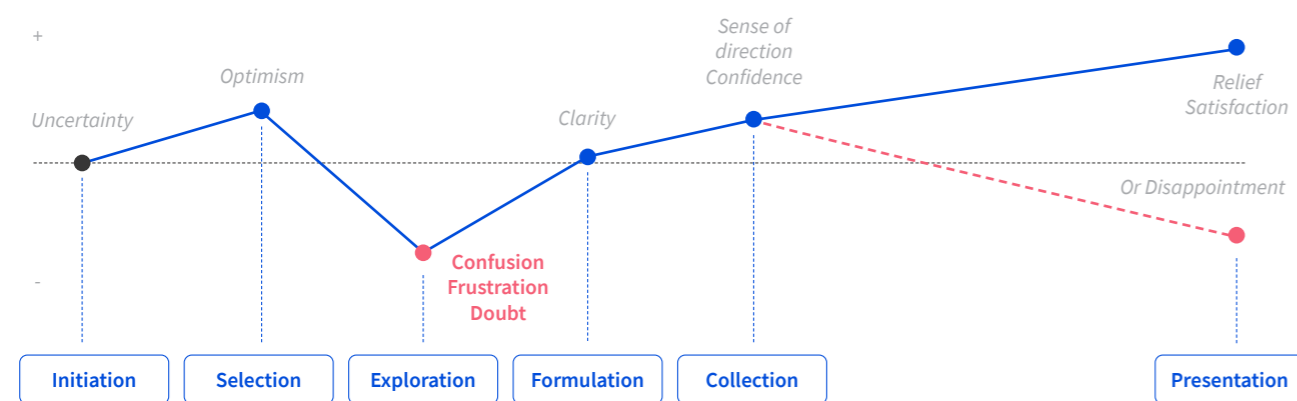 +
Sense of
direction
Confidence
Optimism
Relief
Satisfaction
Uncertainty
Clarity
Or Disappointment
Confusion
Frustration
Doubt
-
Initiation
Selection
Exploration
Formulation
Collection
Presentation